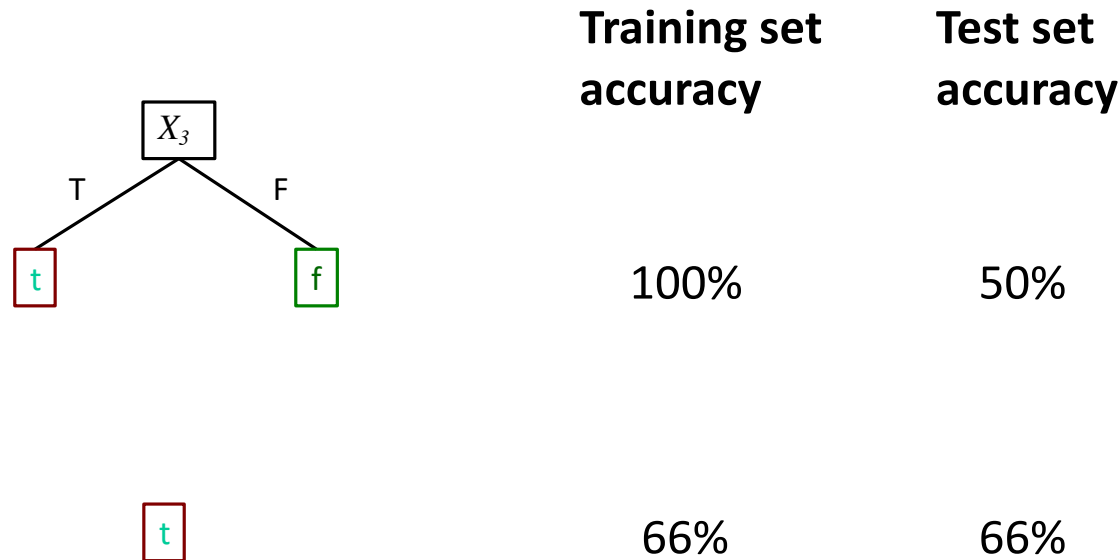 Training set accuracy
Test set accuracy
X3
T
F
t
f
100%
50%
t
66%
66%